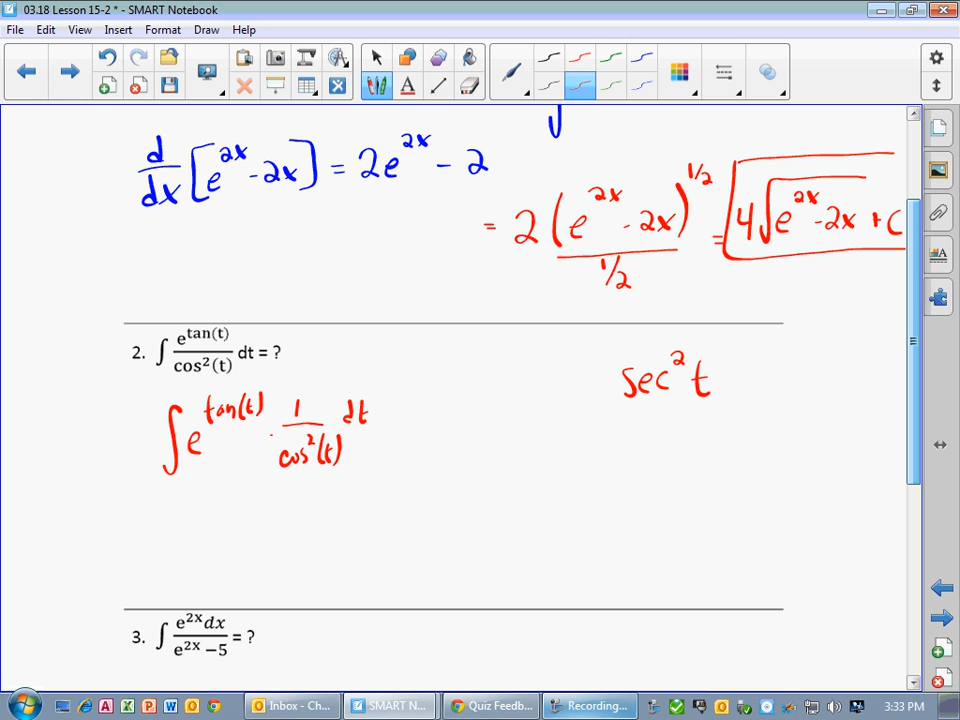 03.18 Lesson 15-2 * - SMART Notebook
File Edit View Insert Format Draw Help
d/dx [e^2x - 2x] = 2e^2x - 2
= 2(e^2x - 2x)^1/2 / 1/2 = 4√e^2x - 2x + C
2. ∫ e^tan(t) / cos²(t) dt = ?
sec² t
∫ e^tan(t) · 1/cos²(t) dt
3. ∫ e^2x dx / e^2x – 5 = ?
Inbox - Ch... SMART N... Quiz Feedb... Recording... 3:33 PM